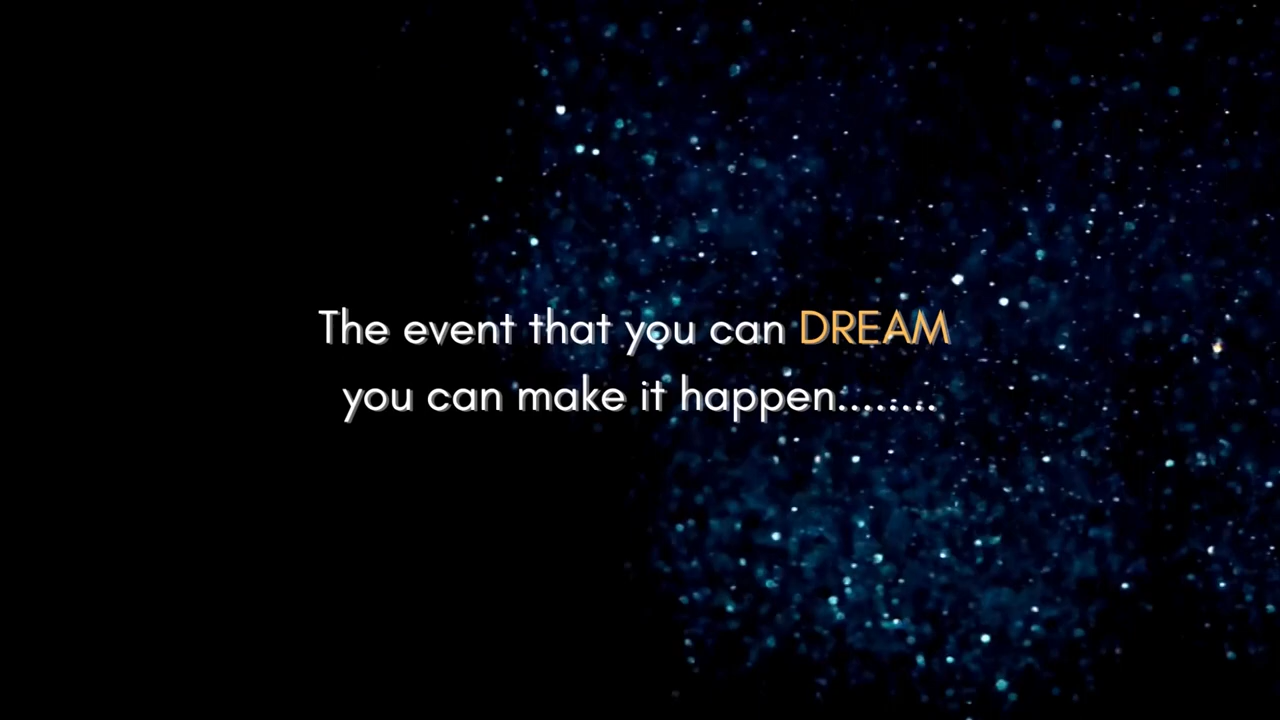 The event that you can DREAM
you can make it happen........